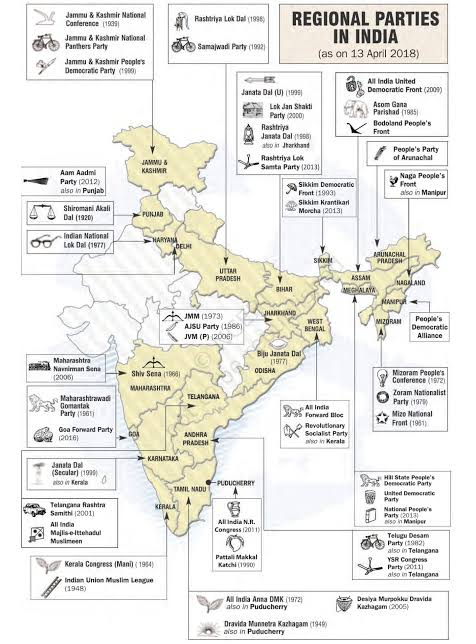 REGIONAL PARTIES
IN INDIA
(as on 13 April 2018)
Jammu & Kashmir National
Conference (1939)
Jammu & Kashmir National
Panthers Party
Jammu & Kashmir People's
Democratic Party (1999)
Rashtriya Lok Dal (1998)
Samajwadi Party (1992)
Janata Dal (U) (1999)
Lok Jan Shakti
Party (2000)
Rashtriya
Janata Dal (1998)
also in Jharkhand
Rashtriya Lok
Samta Party (2013)
All India United
Democratic Front (2009)
Asom Gana
Parishad (1985)
Bodoland People's
Front
People's Party
of Arunachal
Naga People's
Front
also in Manipur
Sikkim Democratic
Front (1993)
Sikkim Krantikari
Morcha (2013)
Aam Aadmi
Party (2012)
also in Punjab
Shiromani Akali
Dal (1920)
Indian National
Lok Dal (1977)
JAMMU &
KASHMIR
PUNJAB
HARYANA
DELHI
UTTAR
PRADESH
BIHAR
SIKKIM
ARUNACHAL
PRADESH
ASSAM
NAGALAND
MEGHALAYA
MANIPUR
MIZORAM
JHARKHAND
WEST
BENGAL
JMM (1973)
AJSU Party (1986)
JVM (P) (2006)
Biju Janata Dal
(1977)
ODISHA
People's
Democratic
Alliance
Maharashtra
Navnirman Sena
(2006)
Shiv Sena (1966)
MAHARASHTRA
TELANGANA
Maharashtrawadi
Gomantak
Party (1961)
Goa Forward Party
(2016)
GOA
ANDHRA
PRADESH
KARNATAKA
Mizoram People's
Conference (1972)
Zoram Nationalist
Party (1979)
Mizo National
Front (1961)
All India
Forward Bloc
Revolutionary
Socialist Party
also in Kerala
Janata Dal
(Secular) (1999)
also in Kerala
Telangana Rashtra
Samithi (2001)
All India
Majlis-e-Ittehadul
Muslimeen
TAMIL NADU
KERALA
PUDUCHERRY
All India N.R.
Congress (2011)
Pattali Makkal
Katchi (1990)
Hill State People's
Democratic Party
United Democratic
Party
National People's
Party (2013)
also in Manipur
Telugu Desam
Party (1982)
also in Telangana
YSR Congress
Party (2011)
also in Telangana
Kerala Congress (Mani) (1964)
Indian Union Muslim League
(1948)
All India Anna DMK (1972)
also in Puducherry
Desiya Murpokku Dravida
Kazhagam (2005)
Dravida Munnetra Kazhagam (1949)
also in Puducherry